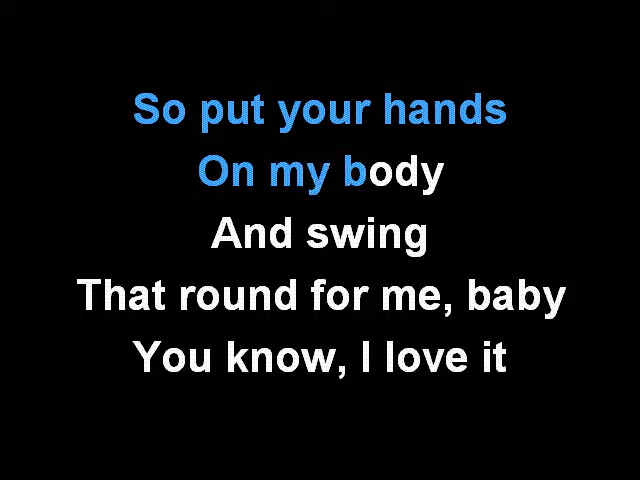 So put your hands
On my body
And swing
That round for me, baby
You know, I love it